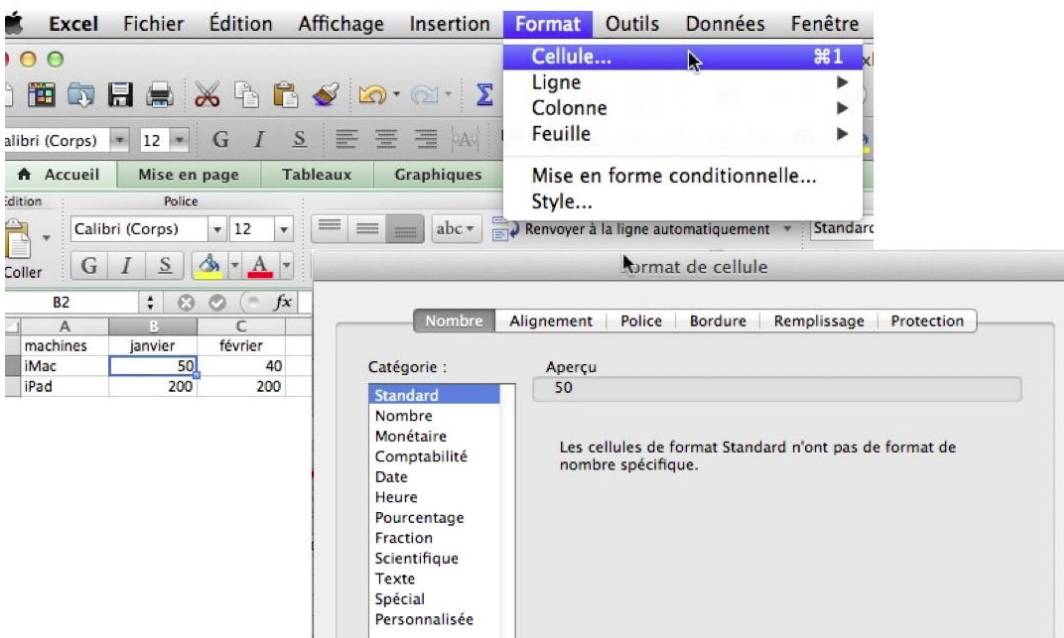 Excel Fichier Édition Affichage Insertion Format Outils Données Fenêtre
Cellule... ⌘1
Ligne
Colonne
Feuille
Mise en forme conditionnelle...
Style...
alibri (Corps) 12 G I S
Accueil Mise en page Tableaux Graphiques
Edition Police
Calibri (Corps) 12 abc Renvoyer à la ligne automatiquement Standard
Coller G I S A
B2 fx
A B C
machines janvier février
iMac 50 40
iPad 200 200
Format de cellule
Nombre Alignement Police Bordure Remplissage Protection
Catégorie : Aperçu
Standard 50
Nombre
Monétaire
Comptabilité
Date
Heure
Pourcentage
Fraction
Scientifique
Texte
Spécial
Personnalisée
Les cellules de format Standard n'ont pas de format de
nombre spécifique.